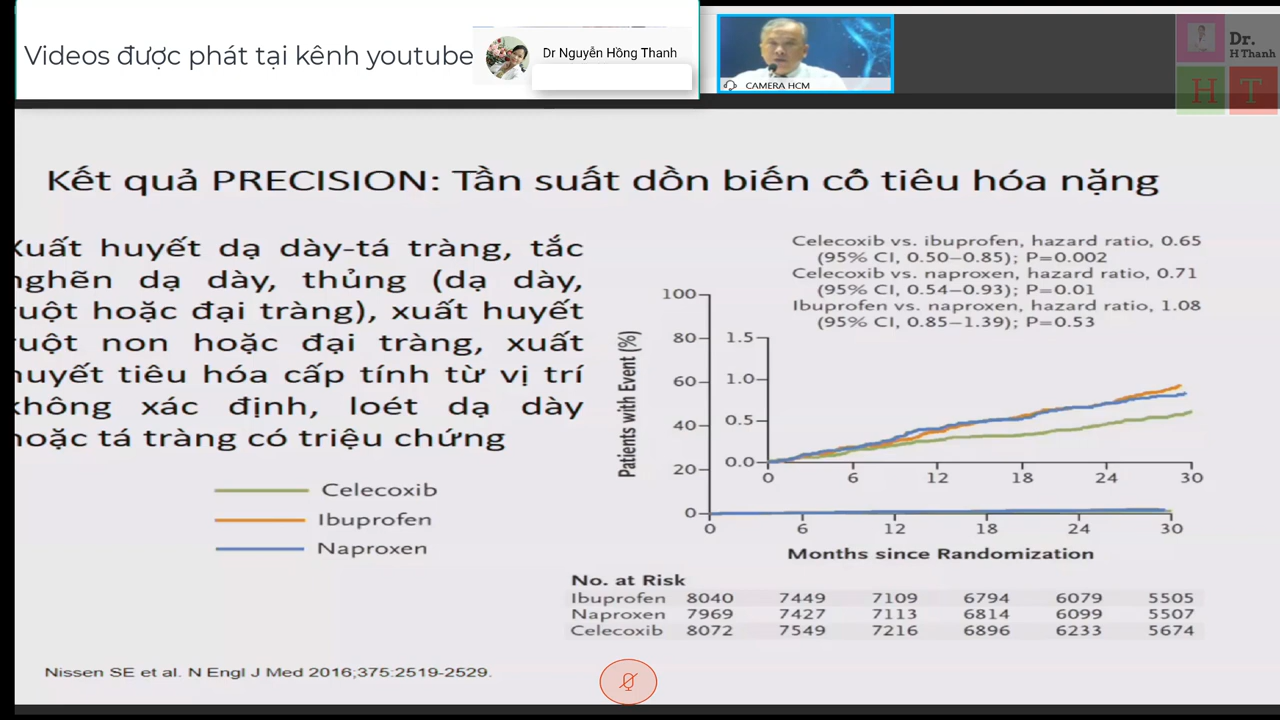 Videos được phát tại kênh youtube
Dr Nguyễn Hồng Thanh
CAMERA HCM
Dr.
H Thanh
H T
Kết quả PRECISION: Tần suất dồn biến cố tiêu hóa nặng
Xuất huyết dạ dày-tá tràng, tắc
nghẽn dạ dày, thủng (dạ dày,
ruột hoặc đại tràng), xuất huyết
ruột non hoặc đại tràng, xuất
huyết tiêu hóa cấp tính từ vị trí
không xác định, loét dạ dày
hoặc tá tràng có triệu chứng
Celecoxib
Ibuprofen
Naproxen
Celecoxib vs. ibuprofen, hazard ratio, 0.65
(95% CI, 0.50–0.85); P=0.002
Celecoxib vs. naproxen, hazard ratio, 0.71
(95% CI, 0.54–0.93); P=0.01
Ibuprofen vs. naproxen, hazard ratio, 1.08
(95% CI, 0.85–1.39); P=0.53
Patients with Event (%)
100
80
60
40
20
0
1.5
1.0
0.5
0.0
0 6 12 18 24 30
0 6 12 18 24 30
Months since Randomization
No. at Risk
Ibuprofen 8040 7449 7109 6794 6079 5505
Naproxen 7969 7427 7113 6814 6099 5507
Celecoxib 8072 7549 7216 6896 6233 5674
Nissen SE et al. N Engl J Med 2016;375:2519-2529.